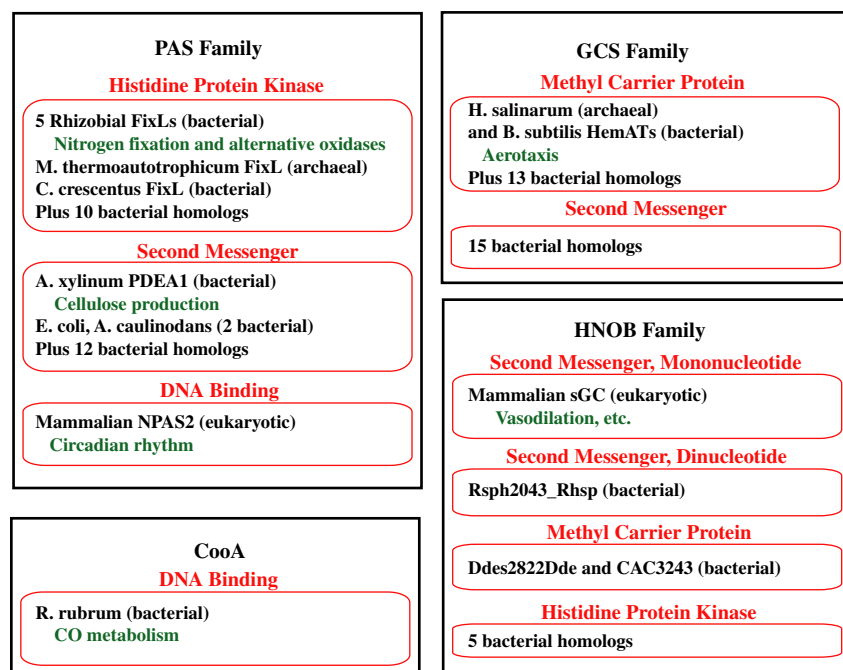 PAS Family
Histidine Protein Kinase
5 Rhizobial FixLs (bacterial)
Nitrogen fixation and alternative oxidases
M. thermoautotrophicum FixL (archaeal)
C. crescentus FixL (bacterial)
Plus 10 bacterial homologs
Second Messenger
A. xylinum PDEA1 (bacterial)
Cellulose production
E. coli, A. caulinodans (2 bacterial)
Plus 12 bacterial homologs
DNA Binding
Mammalian NPAS2 (eukaryotic)
Circadian rhythm
CooA
DNA Binding
R. rubrum (bacterial)
CO metabolism
GCS Family
Methyl Carrier Protein
H. salinarum (archaeal)
and B. subtilis HemATs (bacterial)
Aerotaxis
Plus 13 bacterial homologs
Second Messenger
15 bacterial homologs
HNOB Family
Second Messenger, Mononucleotide
Mammalian sGC (eukaryotic)
Vasodilation, etc.
Second Messenger, Dinucleotide
Rsph2043_Rhsp (bacterial)
Methyl Carrier Protein
Ddes2822Dde and CAC3243 (bacterial)
Histidine Protein Kinase
5 bacterial homologs